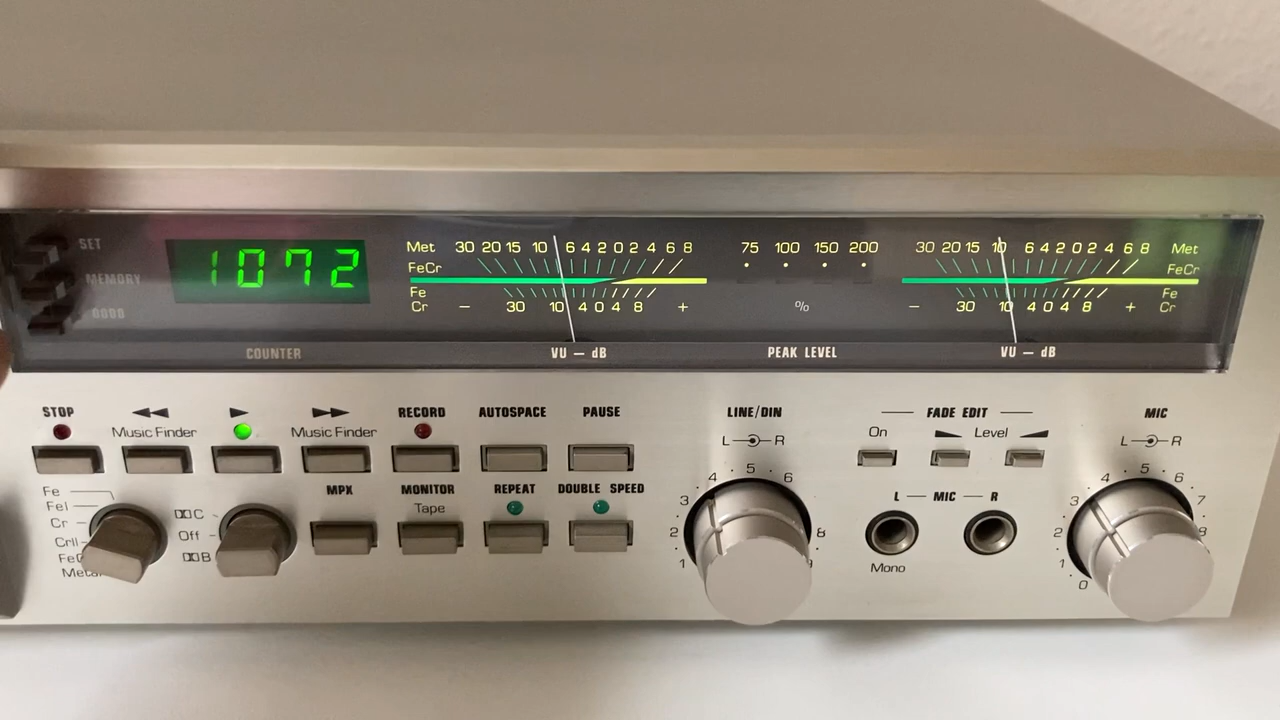 SET
MEMORY
0000
1072
COUNTER
Met 30 20 15 10 6 4 2 0 2 4 6 8
FeCr
Fe
Cr − 30 10 4 0 4 8 +
VU — dB
75 100 150 200
%
PEAK LEVEL
30 20 15 10 6 4 2 0 2 4 6 8 Met
FeCr
Fe
− 30 10 4 0 4 8 + Cr
VU — dB
STOP
Music Finder
Music Finder
RECORD
AUTOSPACE
PAUSE
LINE/DIN
L R
FADE EDIT
On Level
MIC
L R
Fe
FeI
Cr
CrII
C
Off
B
MPX
MONITOR
Tape
REPEAT
DOUBLE SPEED
1 2 3 4 5 6 8
L — MIC — R
Mono
0 1 2 3 4 5 6 7 8